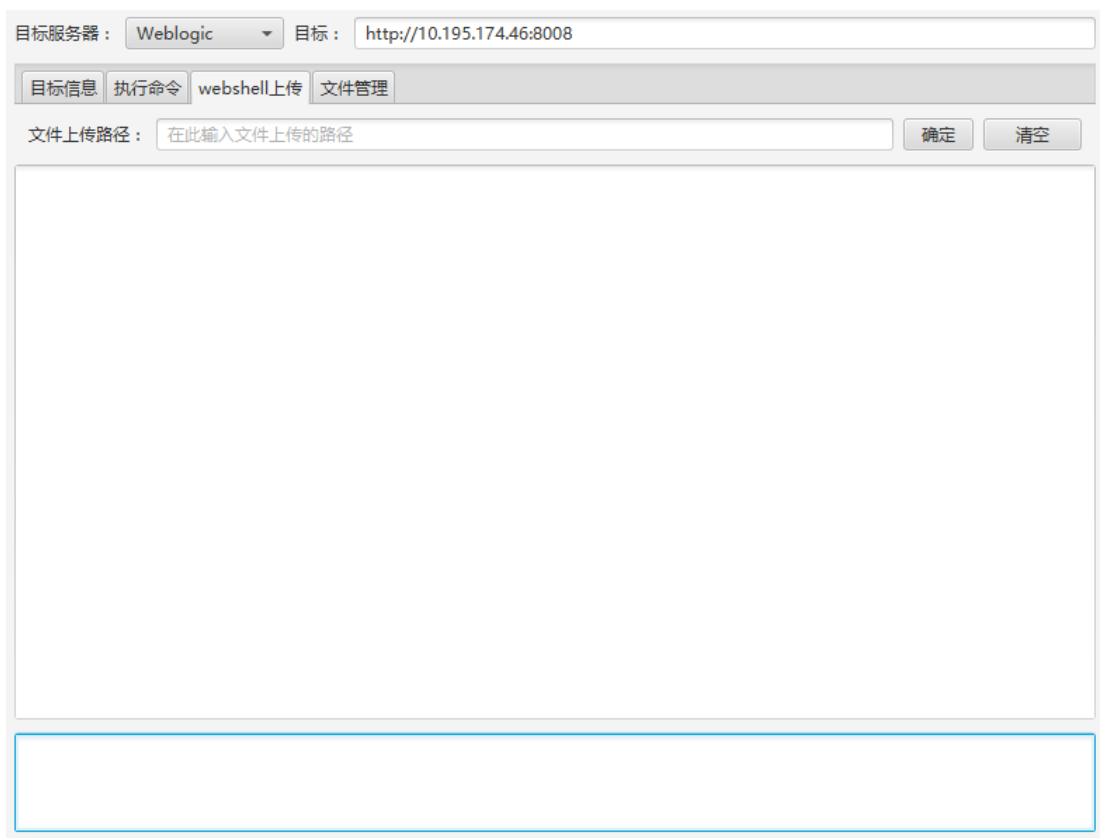 目标服务器： Weblogic 目标： http://10.195.174.46:8008
目标信息 执行命令 webshell上传 文件管理
文件上传路径： 在此输入文件上传的路径 确定 清空